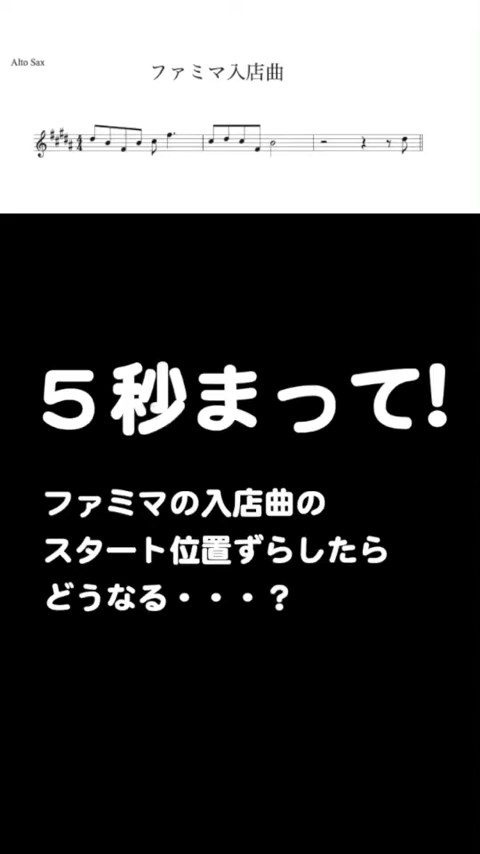 Alto Sax
ファミマ入店曲
５秒まって!
ファミマの入店曲の
スタート位置ずらしたら
どうなる・・・？